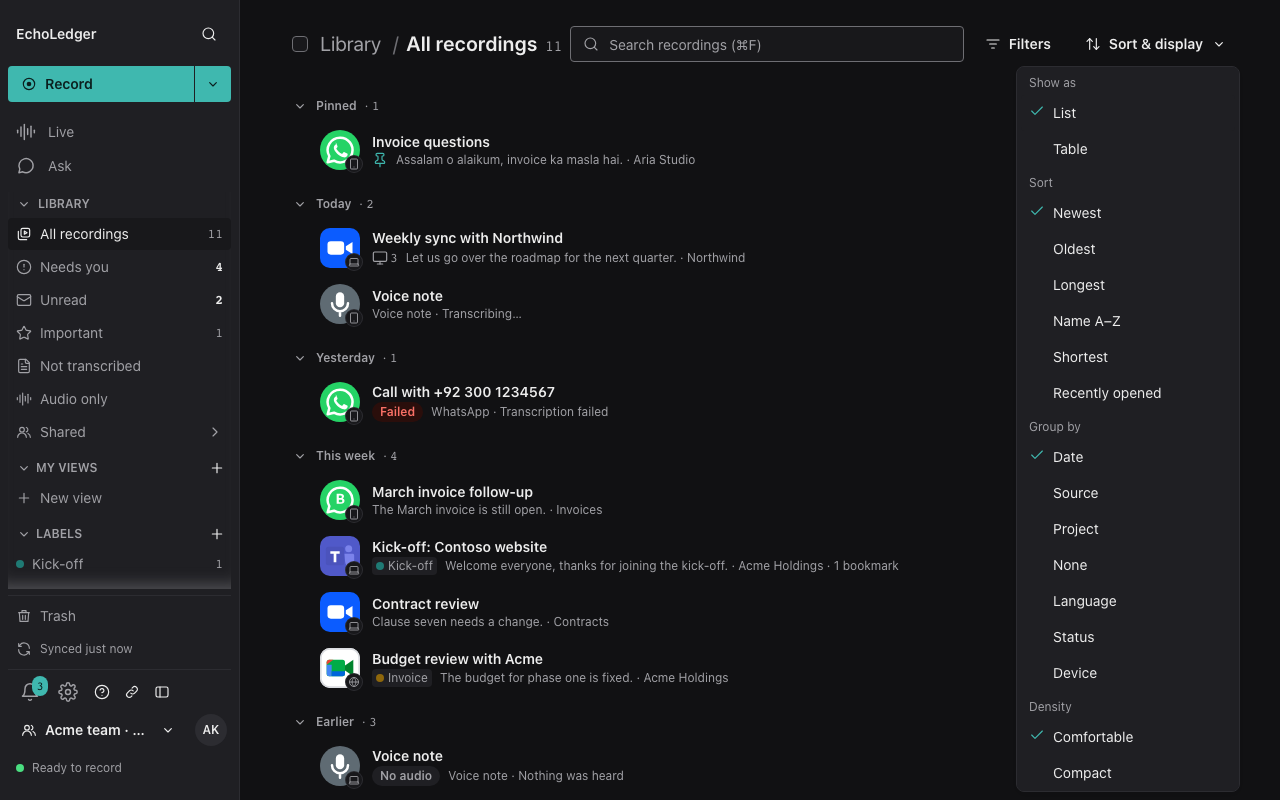 EchoLedger
Record
Live
Ask
LIBRARY
All recordings 11
Needs you 4
Unread 2
Important 1
Not transcribed
Audio only
Shared
MY VIEWS
New view
LABELS
Kick-off 1
Trash
Synced just now
3
Acme team · ...
AK
Ready to record
Library / All recordings 11
Search recordings (⌘F)
Filters
Sort & display
Pinned · 1
Invoice questions
Assalam o alaikum, invoice ka masla hai. · Aria Studio
Today · 2
Weekly sync with Northwind
3 Let us go over the roadmap for the next quarter. · Northwind
Voice note
Voice note · Transcribing...
Yesterday · 1
Call with +92 300 1234567
Failed WhatsApp · Transcription failed
This week · 4
B
March invoice follow-up
The March invoice is still open. · Invoices
T
Kick-off: Contoso website
Kick-off Welcome everyone, thanks for joining the kick-off. · Acme Holdings · 1 bookmark
Contract review
Clause seven needs a change. · Contracts
Budget review with Acme
Invoice The budget for phase one is fixed. · Acme Holdings
Earlier · 3
Voice note
No audio Voice note · Nothing was heard
Show as
List
Table
Sort
Newest
Oldest
Longest
Name A–Z
Shortest
Recently opened
Group by
Date
Source
Project
None
Language
Status
Device
Density
Comfortable
Compact